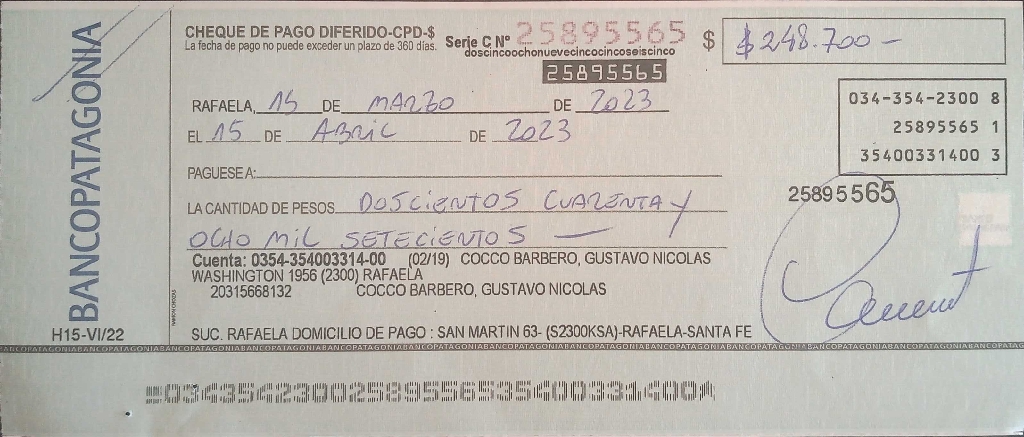 BANCOPATAGONIA
CHEQUE DE PAGO DIFERIDO-CPD-$
La fecha de pago no puede exceder un plazo de 360 días.
Serie C Nº 25895565
doscincoochonuevecincocincoseiscinco
25895565
$ $248.700 —
RAFAELA, 15 DE MARZO DE 2023
EL 15 DE ABRIL DE 2023
034-354-2300 8
25895565 1
35400331400 3
PAGUESE A:
25895565
LA CANTIDAD DE PESOS DOSCIENTOS CUARENTA Y
OCHO MIL SETECIENTOS —
Cuenta: 0354-354003314-00 (02/19) COCCO BARBERO, GUSTAVO NICOLAS
WASHINGTON 1956 (2300) RAFAELA
20315668132 COCCO BARBERO, GUSTAVO NICOLAS
H15-VI/22
SUC. RAFAELA DOMICILIO DE PAGO : SAN MARTIN 63- (S2300KSA)-RAFAELA-SANTA FE
BANCOPATAGONIABANCOPATAGONIABANCOPATAGONIABANCOPATAGONIABANCOPATAGONIABANCOPATAGONIABANCOPATAGONIA
03435423002589556535400331400